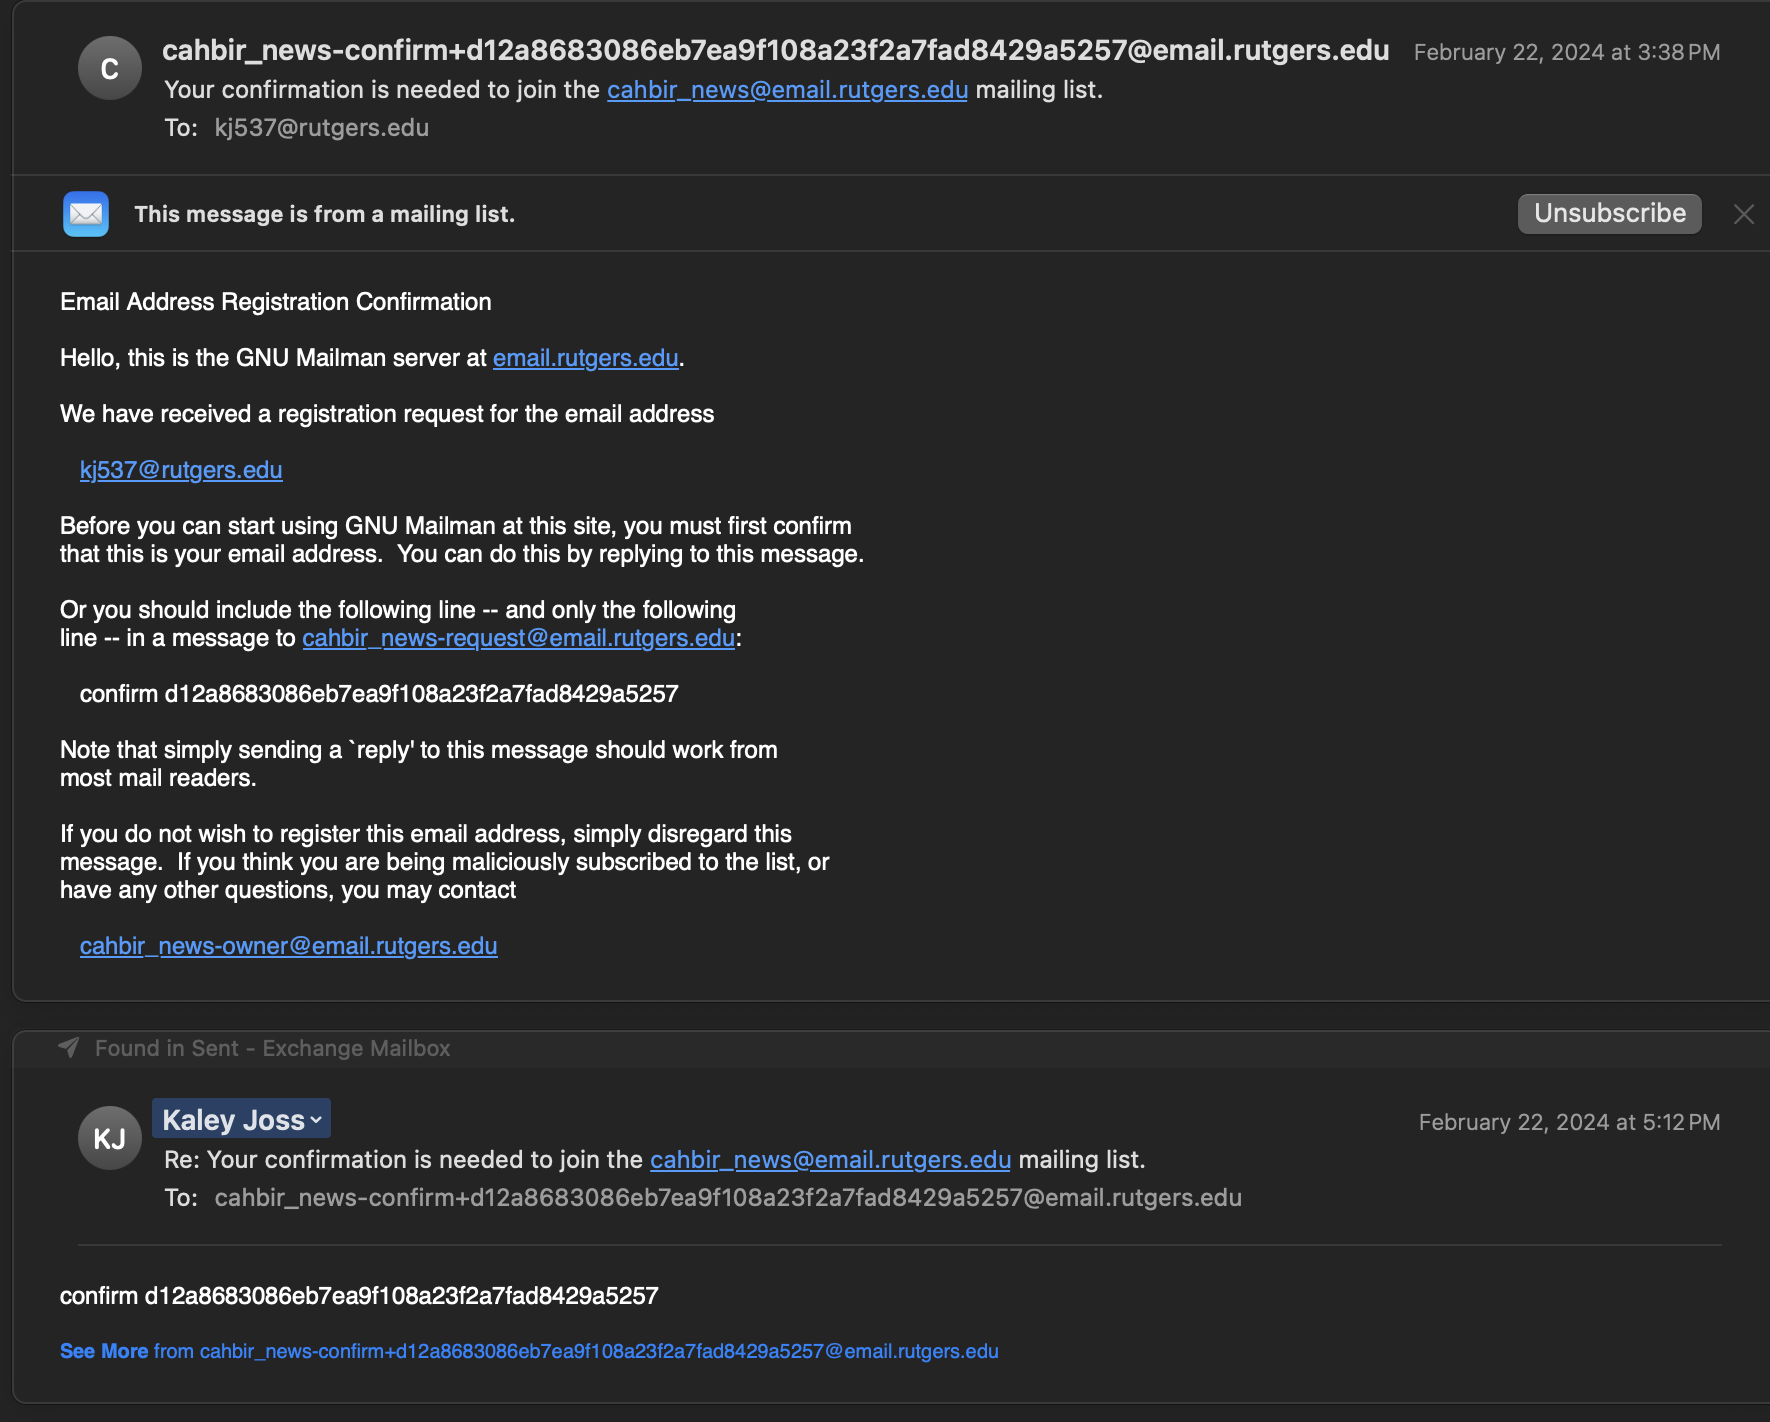 C
cahbir_news-confirm+d12a8683086eb7ea9f108a23f2a7fad8429a5257@email.rutgers.edu February 22, 2024 at 3:38 PM
Your confirmation is needed to join the cahbir_news@email.rutgers.edu mailing list.
To: kj537@rutgers.edu
This message is from a mailing list. Unsubscribe
Email Address Registration Confirmation
Hello, this is the GNU Mailman server at email.rutgers.edu.
We have received a registration request for the email address
kj537@rutgers.edu
Before you can start using GNU Mailman at this site, you must first confirm
that this is your email address.  You can do this by replying to this message.
Or you should include the following line -- and only the following
line -- in a message to cahbir_news-request@email.rutgers.edu:
confirm d12a8683086eb7ea9f108a23f2a7fad8429a5257
Note that simply sending a `reply' to this message should work from
most mail readers.
If you do not wish to register this email address, simply disregard this
message.  If you think you are being maliciously subscribed to the list, or
have any other questions, you may contact
cahbir_news-owner@email.rutgers.edu
Found in Sent - Exchange Mailbox
KJ
Kaley Joss February 22, 2024 at 5:12 PM
Re: Your confirmation is needed to join the cahbir_news@email.rutgers.edu mailing list.
To: cahbir_news-confirm+d12a8683086eb7ea9f108a23f2a7fad8429a5257@email.rutgers.edu
confirm d12a8683086eb7ea9f108a23f2a7fad8429a5257
See More from cahbir_news-confirm+d12a8683086eb7ea9f108a23f2a7fad8429a5257@email.rutgers.edu